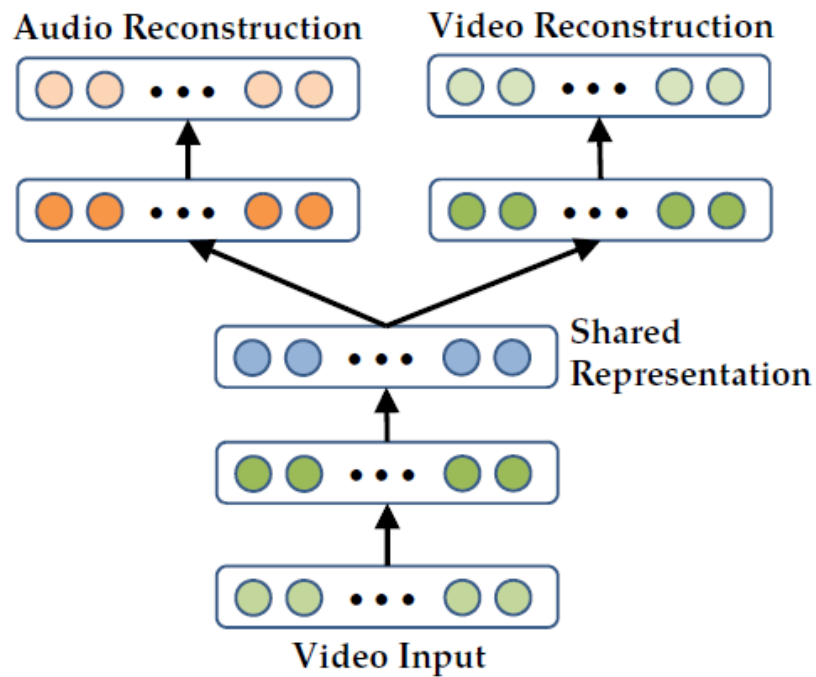 Audio Reconstruction
Video Reconstruction
Shared
Representation
Video Input